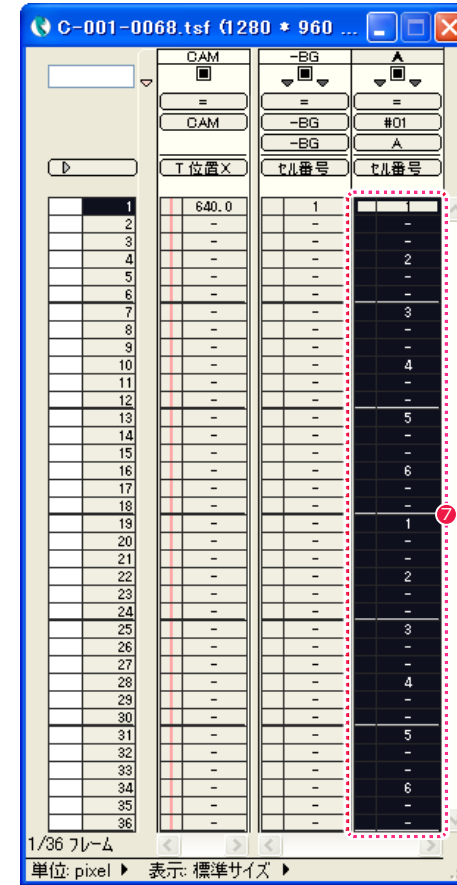 C-001-0068.tsf (1280 * 960 ...
CAM -BG A
= = =
CAM -BG #01
-BG A
T 位置X セル番号 セル番号
1 640.0 1 1
2 - - -
3 - - -
4 - - 2
5 - - -
6 - - -
7 - - 3
8 - - -
9 - - -
10 - - 4
11 - - -
12 - - -
13 - - 5
14 - - -
15 - - -
16 - - 6
17 - - -
18 - - -
7
19 - - 1
20 - - -
21 - - -
22 - - 2
23 - - -
24 - - -
25 - - 3
26 - - -
27 - - -
28 - - 4
29 - - -
30 - - -
31 - - 5
32 - - -
33 - - -
34 - - 6
35 - - -
36 - - -
1/36 フレーム
単位: pixel 表示: 標準サイズ